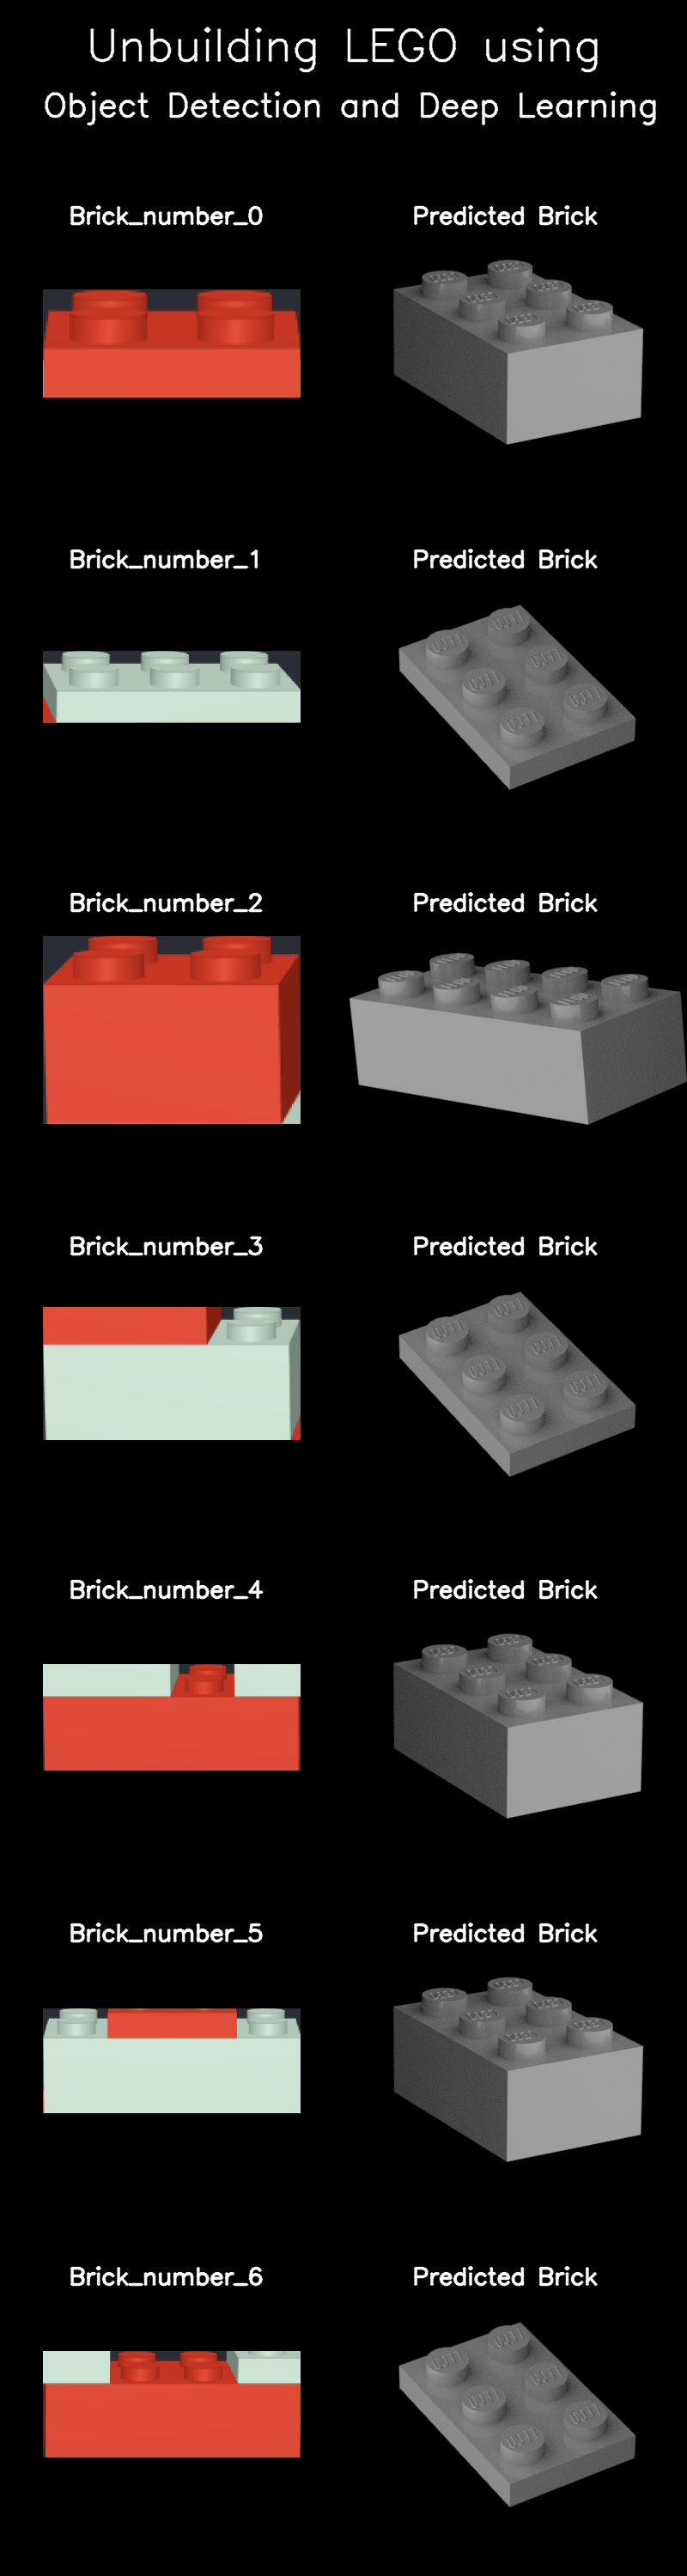 Unbuilding LEGO using
Object Detection and Deep Learning
Brick_number_0 Predicted Brick
Brick_number_1 Predicted Brick
Brick_number_2 Predicted Brick
Brick_number_3 Predicted Brick
Brick_number_4 Predicted Brick
Brick_number_5 Predicted Brick
Brick_number_6 Predicted Brick